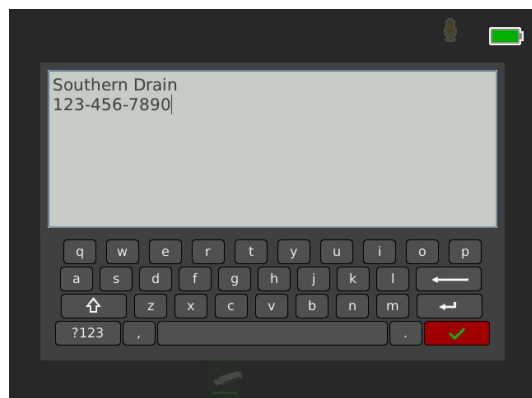 Southern Drain
123-456-7890
q w e r t y u i o p
a s d f g h j k l
z x c v b n m
?123 , .